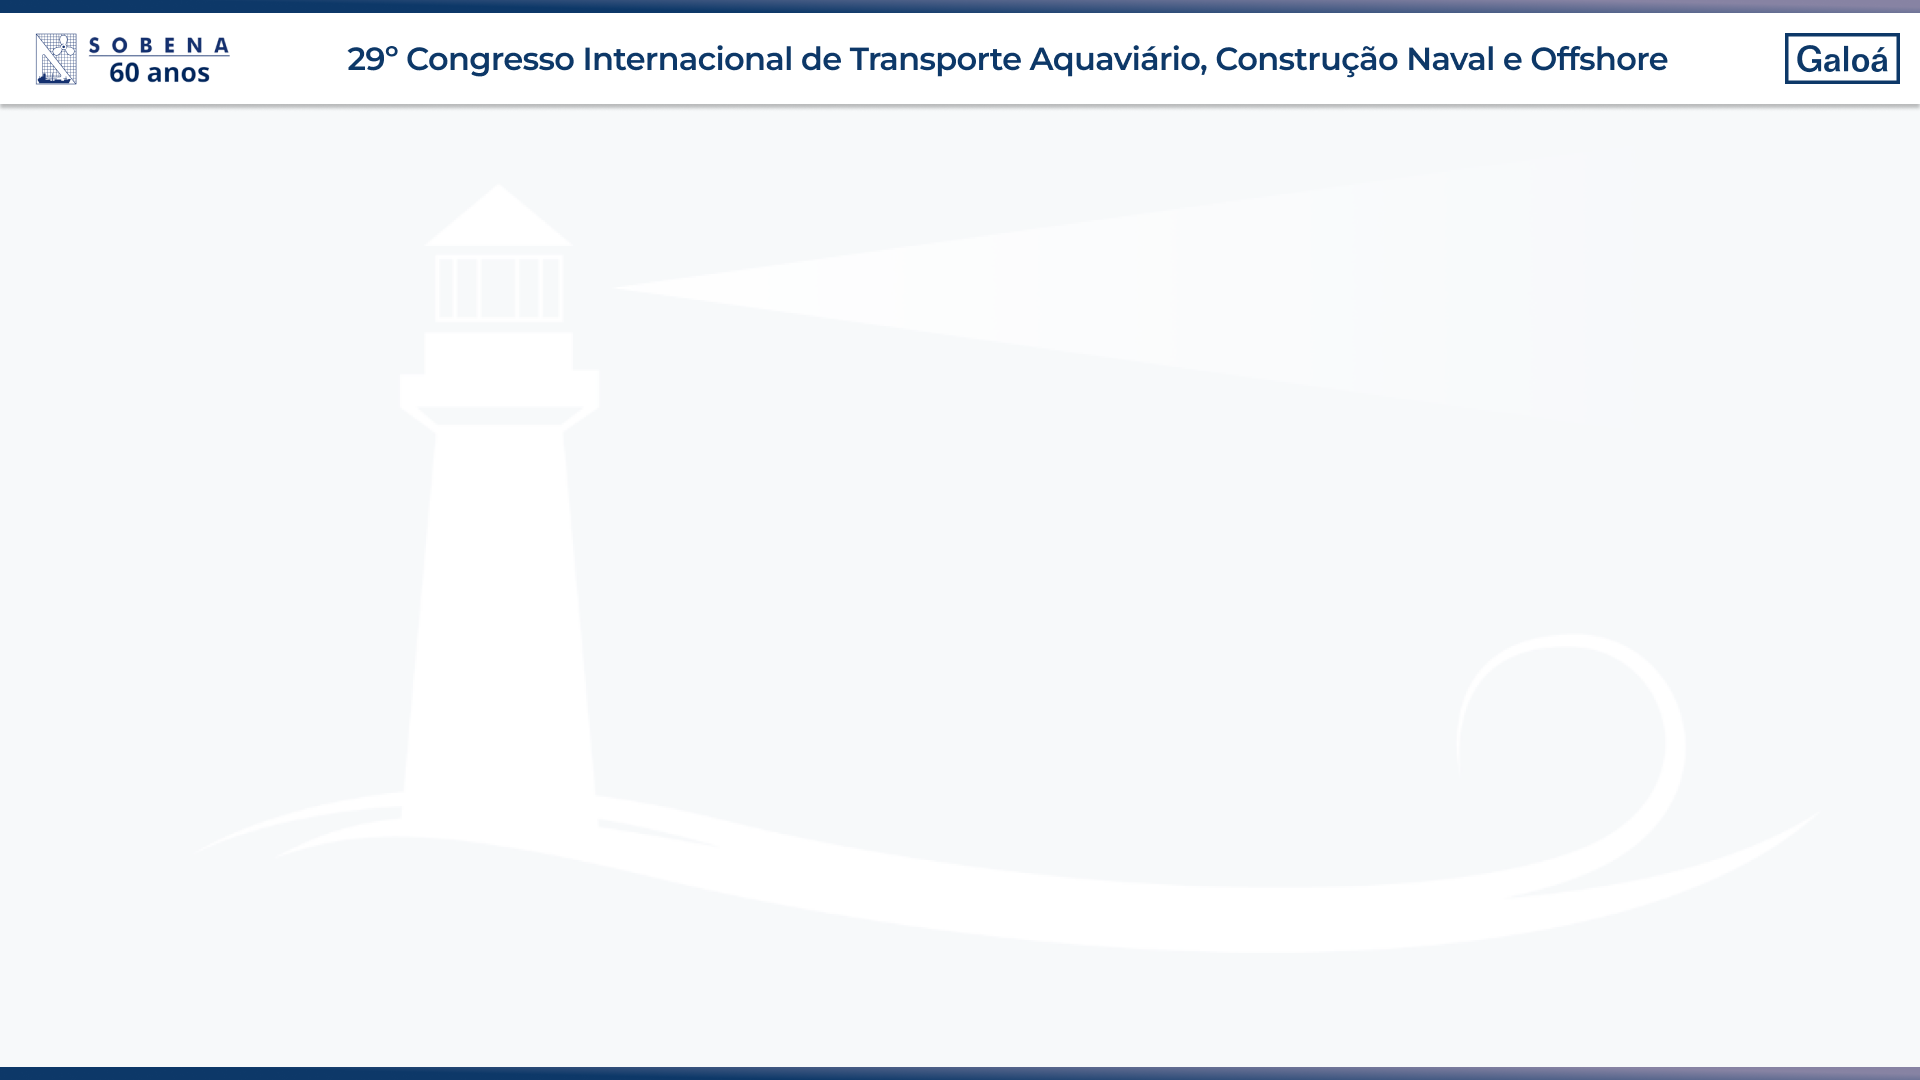 SOBENA
60 anos
29º Congresso Internacional de Transporte Aquaviário, Construção Naval e Offshore
Galoá